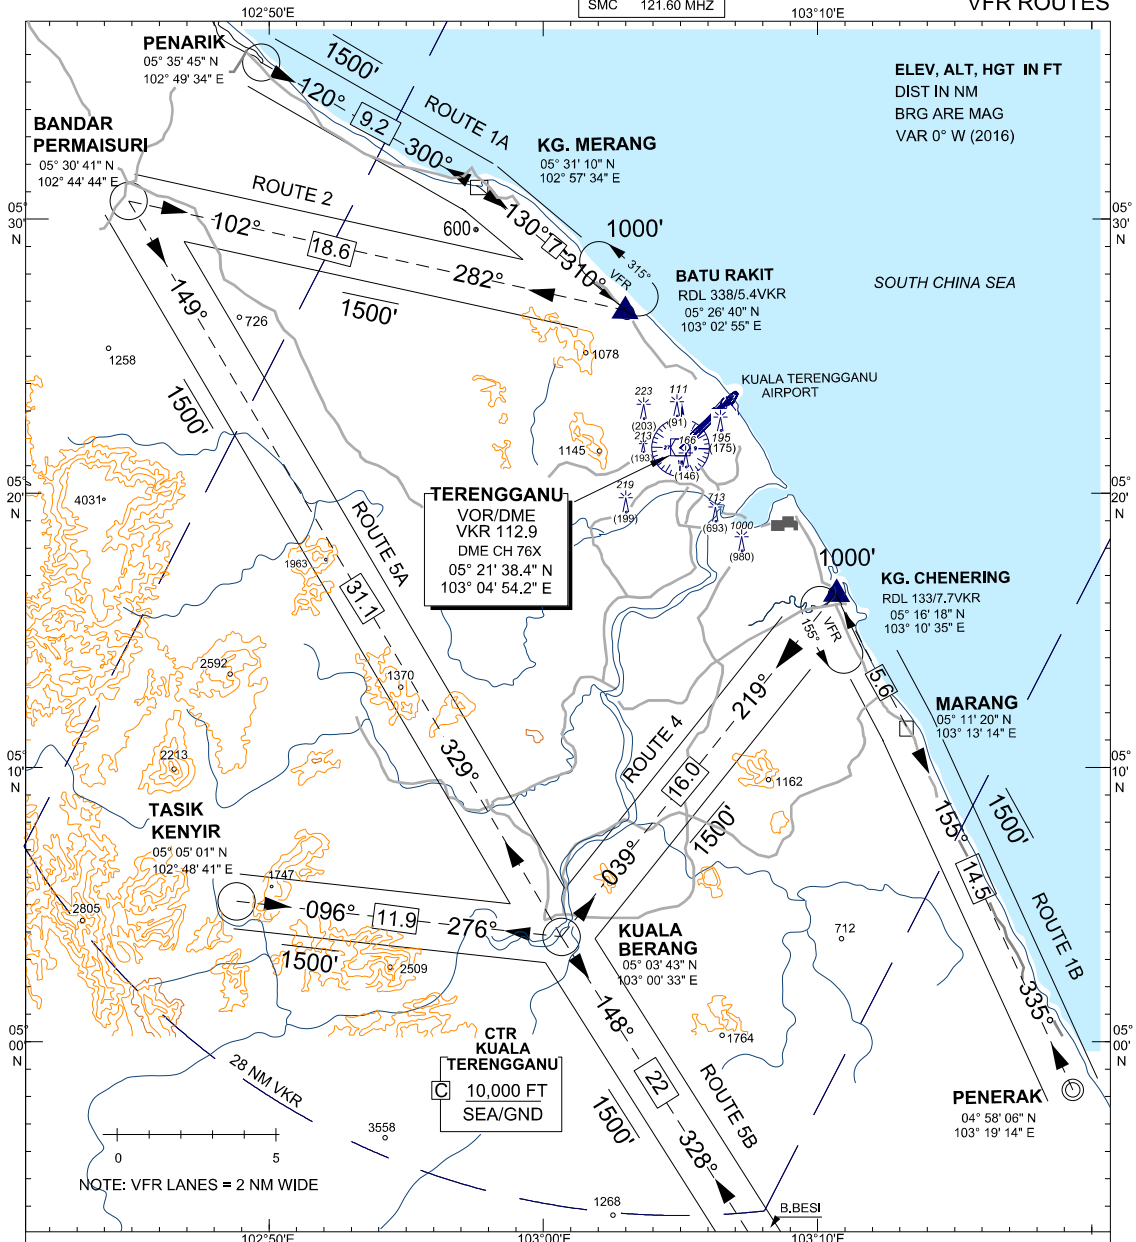 SMC 121.60 MHZ
VFR ROUTES
102°50'E
103°10'E
PENARIK
05° 35' 45" N
102° 49' 34" E
1500'
120°
9.2
300°
ROUTE 1A
ELEV, ALT, HGT IN FT
DIST IN NM
BRG ARE MAG
VAR 0° W (2016)
BANDAR
PERMAISURI
05° 30' 41" N
102° 44' 44" E
KG. MERANG
05° 31' 10" N
102° 57' 34" E
05°
30'
N
05°
30'
N
ROUTE 2
102°
18.6
282°
1500'
600
130°
7
310°
1000'
315°
VFR
BATU RAKIT
RDL 338/5.4VKR
05° 26' 40" N
103° 02' 55" E
SOUTH CHINA SEA
149°
726
1258
1078
1500'
KUALA TERENGGANU
AIRPORT
223
(203)
111
(91)
213
(193)
166
(146)
195
(175)
1145
219
(199)
713
(693)
1000
(980)
05°
20'
N
05°
20'
N
4031
TERENGGANU
VOR/DME
VKR 112.9
DME CH 76X
05° 21' 38.4" N
103° 04' 54.2" E
ROUTE 5A
1963
31.1
1000'
KG. CHENERING
RDL 133/7.7VKR
05° 16' 18" N
103° 10' 35" E
155°
VFR
2592
1370
5.6
219°
MARANG
05° 11' 20" N
103° 13' 14" E
ROUTE 4
329°
2213
16.0
1162
05°
10'
N
05°
10'
N
TASIK
KENYIR
05° 05' 01" N
102° 48' 41" E
1500'
1500'
155°
039°
14.5
1747
2805
096°
11.9
276°
1500'
2509
KUALA
BERANG
05° 03' 43" N
103° 00' 33" E
712
ROUTE 1B
335°
148°
1764
05°
00'
N
05°
00'
N
CTR
KUALA
TERENGGANU
C
10,000 FT
SEA/GND
28 NM VKR
22
ROUTE 5B
1500'
328°
PENERAK
04° 58' 06" N
103° 19' 14" E
3558
0 5
NOTE: VFR LANES = 2 NM WIDE
1268
B.BESI
102°50'E
103°00'E
103°10'E